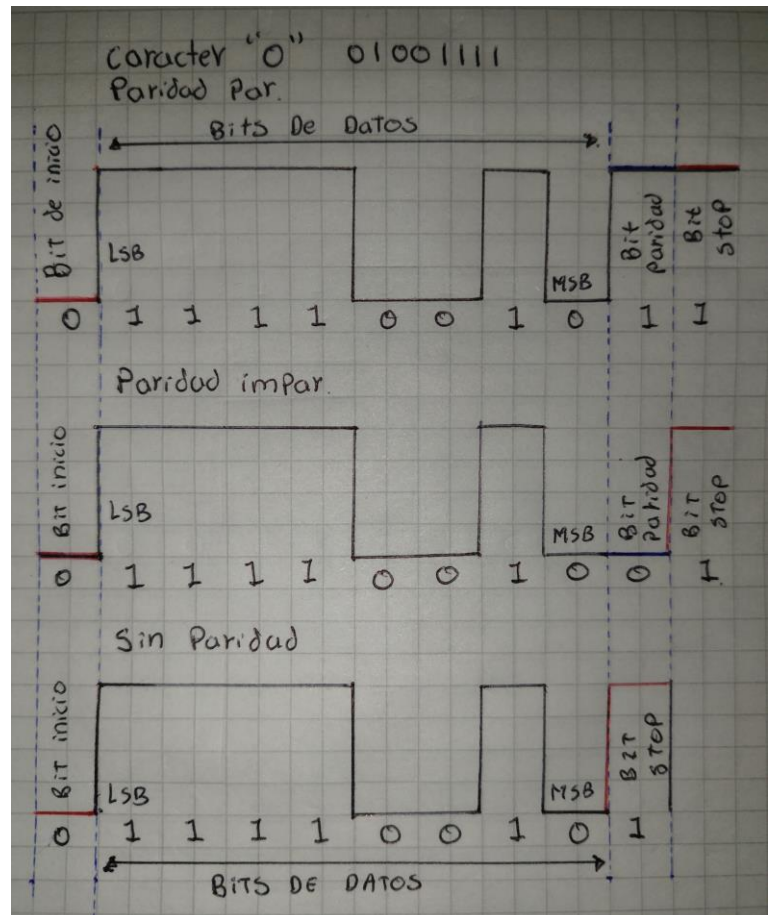 caracter "O" 01001111
Paridad Par.
Bits De Datos
Bit de inicio
LSB
MSB
Bit Paridad
Bit stop
0 1 1 1 1 0 0 1 0 1 1
Paridad impar.
Bit inicio
LSB
MSB
BiT Paridad
BiT STOP
0 1 1 1 1 0 0 1 0 0 1
Sin Paridad
BiT inicio
LSB
MSB
BIT STOP
0 1 1 1 1 0 0 1 0 1
BITS DE DATOS